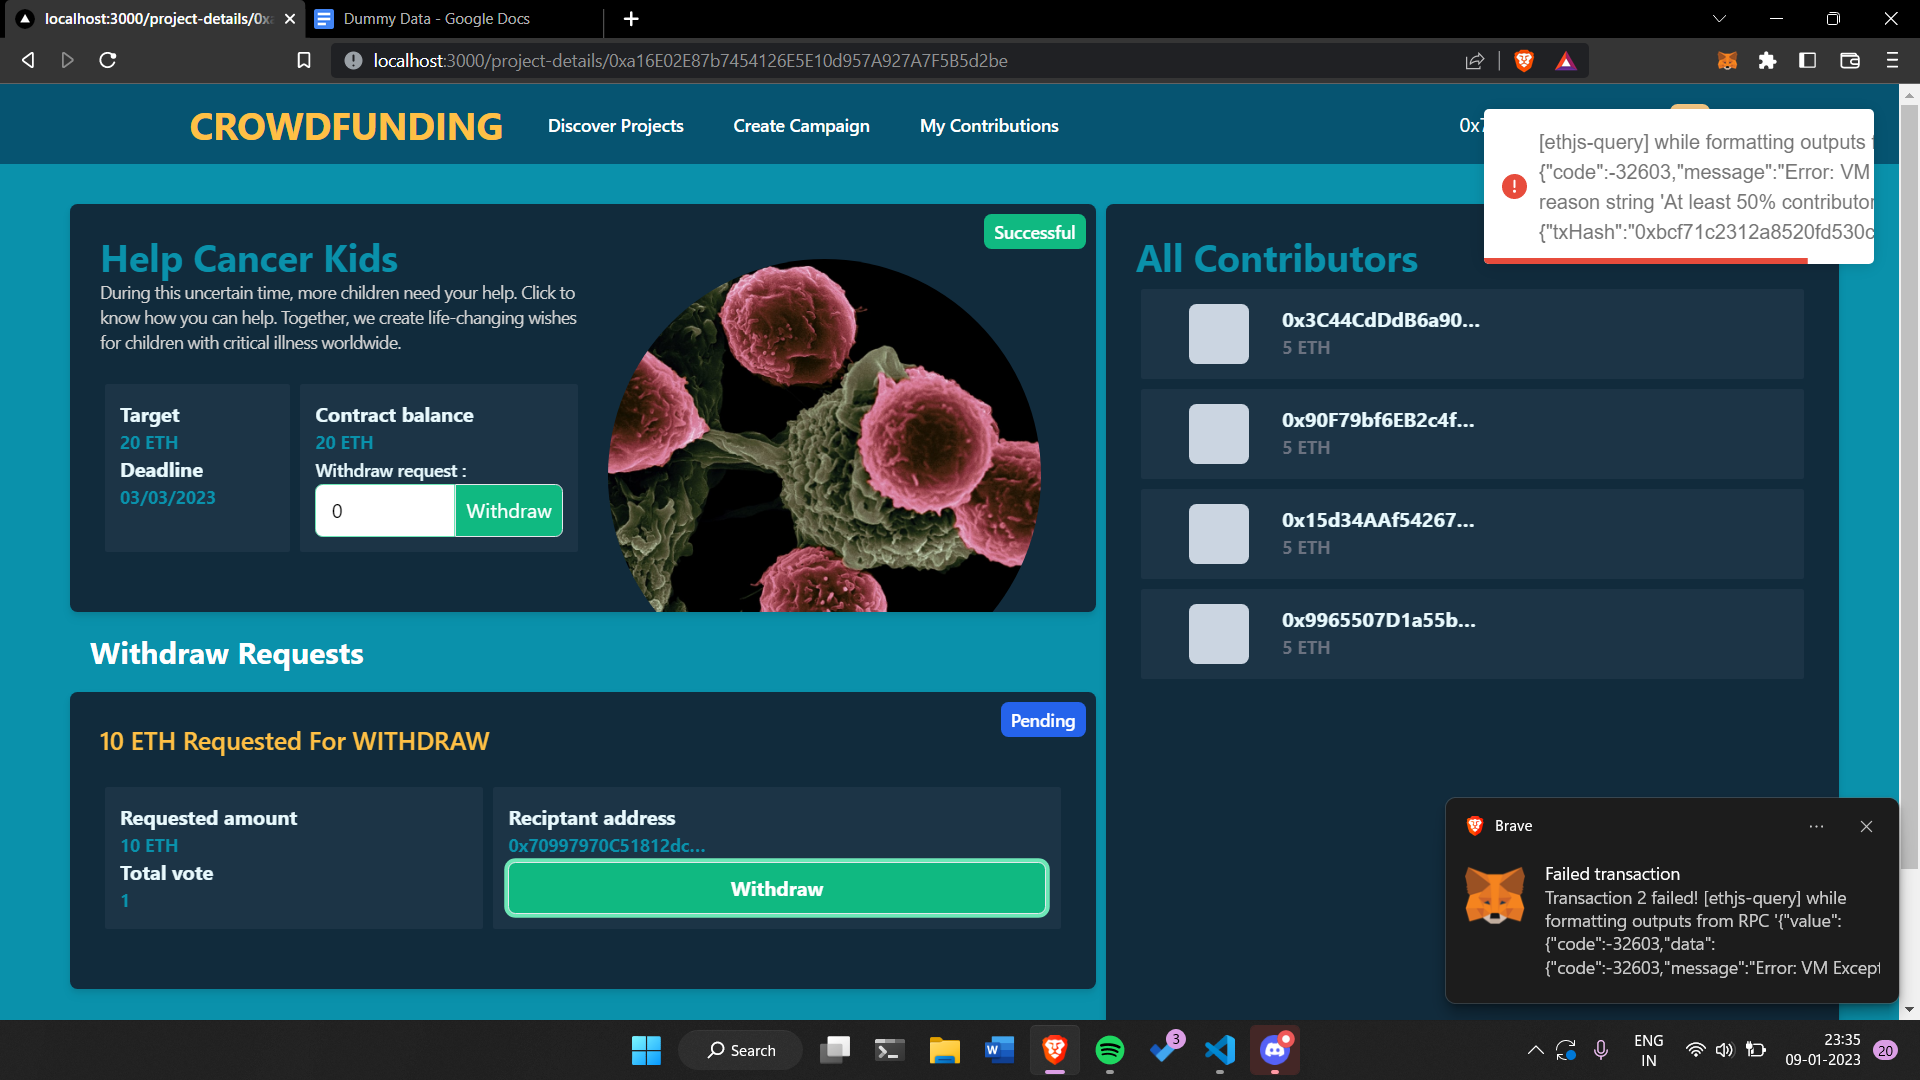 localhost:3000/project-details/0xa
Dummy Data - Google Docs
localhost:3000/project-details/0xa16E02E87b7454126E5E10d957A927A7F5B5d2be
CROWDFUNDING
Discover Projects
Create Campaign
My Contributions
0x7
[ethjs-query] while formatting outputs f
{"code":-32603,"message":"Error: VM
reason string 'At least 50% contributor
{"txHash":"0xbcf71c2312a8520fd530c
Successful
Help Cancer Kids
During this uncertain time, more children need your help. Click to
know how you can help. Together, we create life-changing wishes
for children with critical illness worldwide.
Target
20 ETH
Deadline
03/03/2023
Contract balance
20 ETH
Withdraw request :
0
Withdraw
All Contributors
0x3C44CdDdB6a90...
5 ETH
0x90F79bf6EB2c4f...
5 ETH
0x15d34AAf54267...
5 ETH
0x9965507D1a55b...
5 ETH
Withdraw Requests
Pending
10 ETH Requested For WITHDRAW
Requested amount
10 ETH
Total vote
1
Reciptant address
0x70997970C51812dc...
Withdraw
Brave
Failed transaction
Transaction 2 failed! [ethjs-query] while
formatting outputs from RPC '{"value":
{"code":-32603,"data":
{"code":-32603,"message":"Error: VM Except
Search
3
ENG
IN
23:35
09-01-2023
20